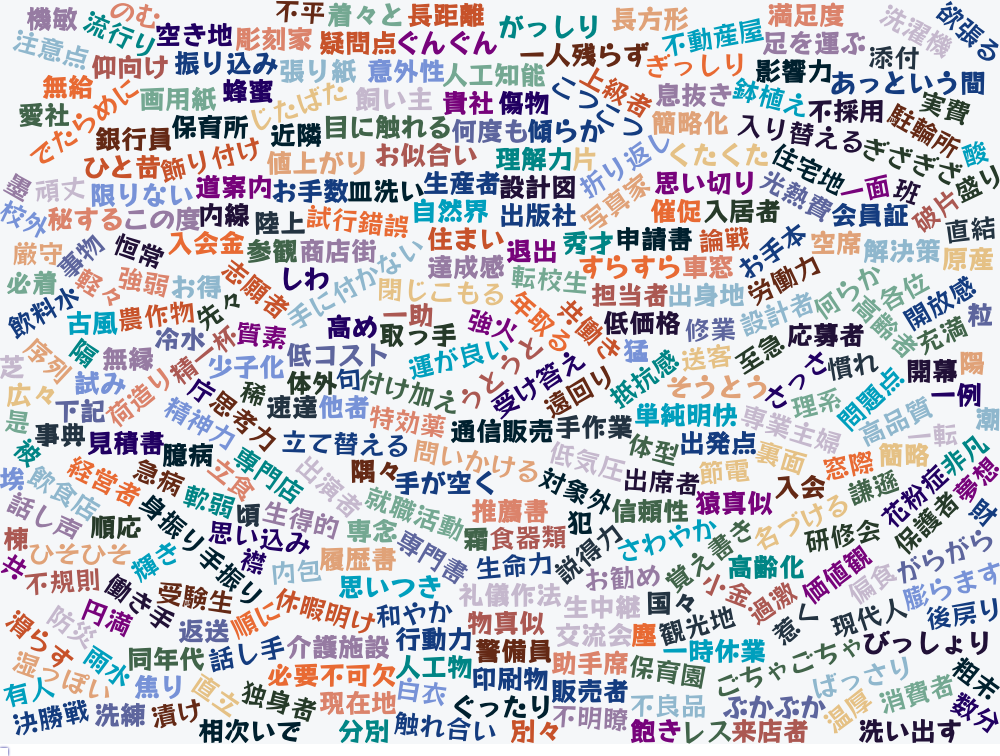 機敏
のむ
不平
着々と
長距離
がっしり
長方形
満足度
洗濯機
欲張る
注意点
流行り
空き地
彫刻家
疑問点
ぐんぐん
一人残らず
不動産屋
足を運ぶ
添付
仰向け
振り込み
張り紙
意外性
人工知能
上級者
ぎっしり
影響力
あっという間
無給
でたらめに
画用紙
蜂蜜
じたばた
飼い主
貴社
傷物
こつこつ
息抜き
鉢植え
不採用
実費
愛社
銀行員
保育所
近隣
目に触れる
何度も
傾らか
簡略化
入り替える
駐輪所
ひと昔
飾り付け
値上がり
お似合い
理解力
片
折り返し
くたくた
住宅地
ぎざぎざ
酸
墨
頑丈
限りない
道案内
お手数
皿洗い
生産者
設計図
写真家
思い切り
光熱費
一面
班
破片
盛り
校外
秘する
この度
内線
陸上
試行錯誤
自然界
出版社
催促
入居者
会員証
直結
厳守
事物
恒常
入会金
参観
商店街
住まい
退出
秀才
申請書
論戦
お手本
空席
解決策
原産
必着
軽々
強弱
お得
志願者
しわ
手に付かない
達成感
転校生
すらすら
車窓
労働力
飲料水
古風
農作物
先々
閉じこもる
年取る
共働き
担当者
出身地
設計者
何らか
高齢者
各位
開放感
粒
冷水
質素
高め
一助
取っ手
強火
低価格
修業
応募者
充満
芝
序列
隔
無縁
精一杯
少子化
低コスト
運が良い
うとうと
猛
抵抗感
送客
至急
さっさ
慣れ
開幕
陽
広々
試み
荷造り
庁
思考力
稀
体外
句
付け加え
受け答え
遠回り
そうとう
理系
問題点
一例
是
下記
精神力
速達
他者
特効薬
通信販売
手作業
単純明快
専業主婦
高品質
一転
潮
被
事典
見積書
臆病
立食
専門店
立て替える
問いかける
低気圧
体型
出発点
裏面
窓際
簡略
非凡
埃
飲食店
経営者
急病
軟弱
頃
出演者
隅々
手が空く
対象外
出席者
節電
入会
謙遜
花粉症
夢想
話し声
順応
身振り手振り
生得的
就職活動
推薦書
信頼性
猿真似
名づける
保護者
財
棟
ひそひそ
輝き
思い込み
襟
専念
専門書
霜
食器類
犯
説得力
さわやか
覚え書き
研修会
がらがら
共
不規則
働き手
受験生
内包
履歴書
思いつき
生命力
お勧め
小金
高齢化
過激
価値観
偏食
膨らます
滑らす
防災
円満
返送
順に
休暇明け
和やか
礼儀作法
生中継
国々
観光地
惹く
現代人
後戻り
湿っぽい
雨水
同年代
話し手
介護施設
行動力
物真似
警備員
交流会
塵
一時休業
ごちゃごちゃ
びっしょり
有人
焦り
直立
独身者
必要不可欠
人工物
印刷物
助手席
保育園
ばっさり
粗末
決勝戦
洗練
漬け
現在地
白衣
ぐったり
販売者
不良品
ぶかぶか
温厚
消費者
数分
相次いで
分別
触れ合い
別々
不明瞭
飽き
レス
来店者
洗い出す